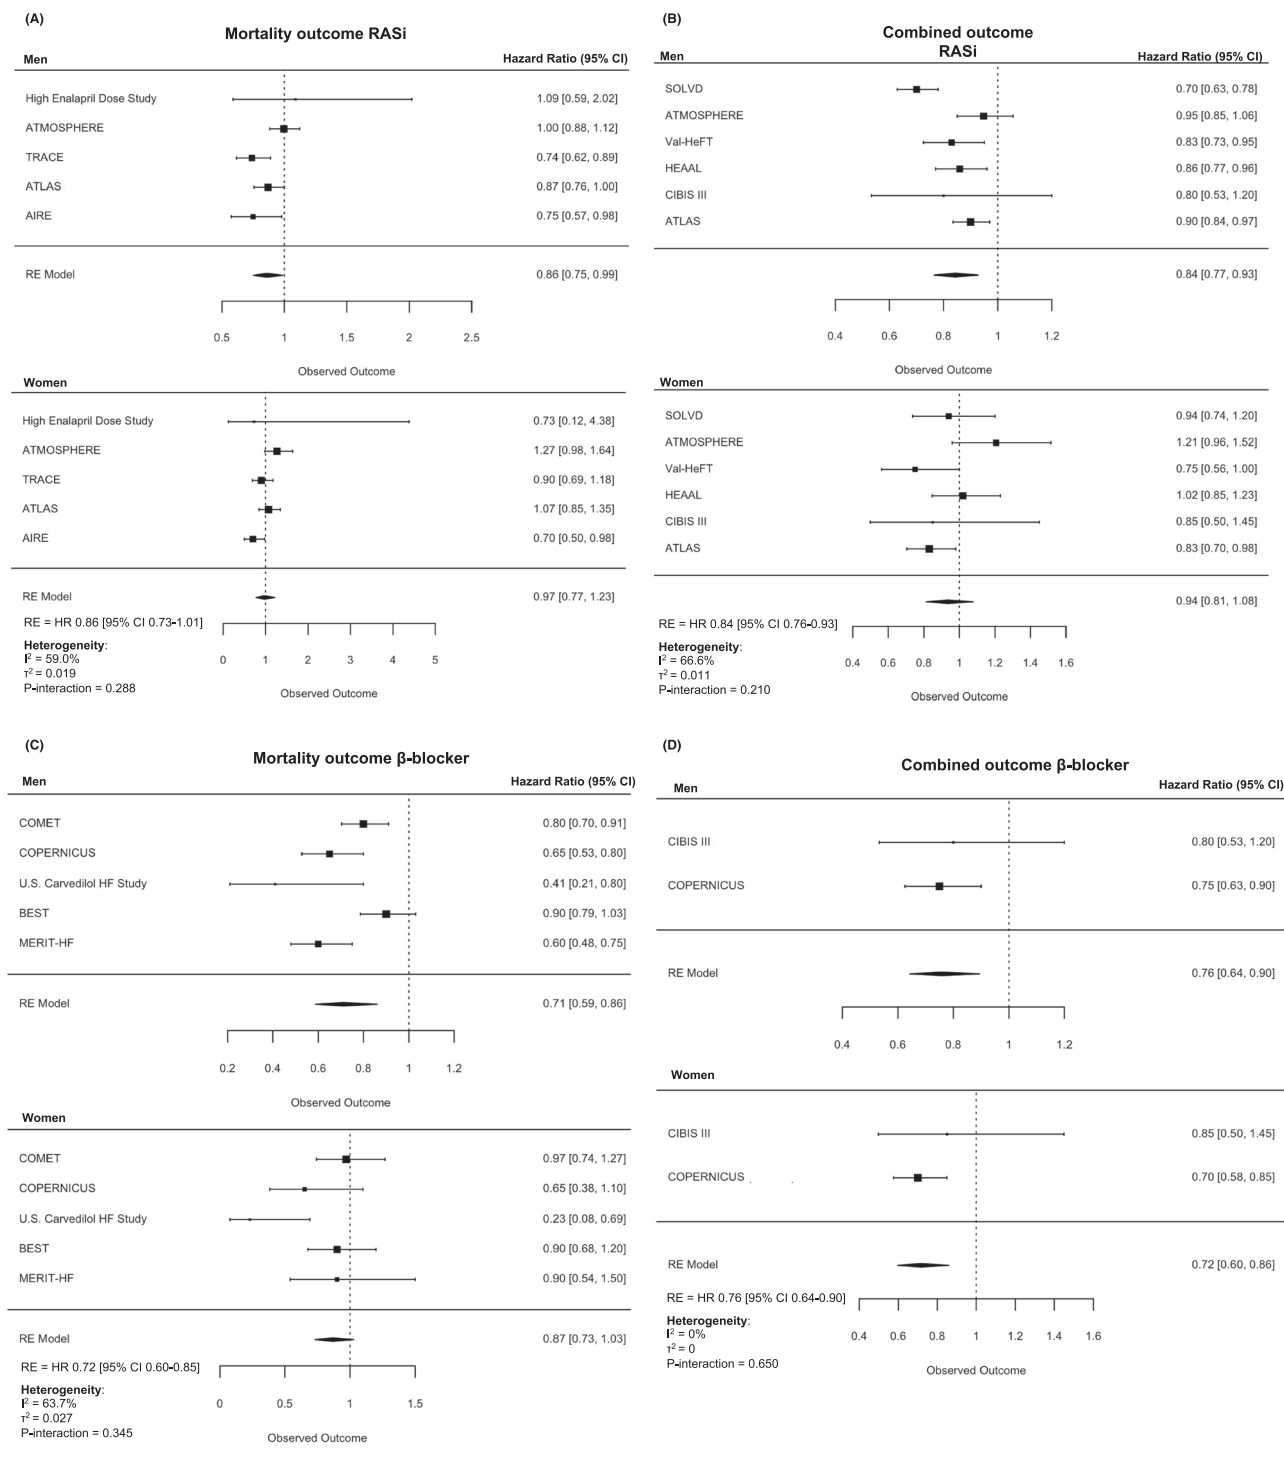 (A)
Mortality outcome RASi
Men Hazard Ratio (95% CI)
High Enalapril Dose Study 1.09 [0.59, 2.02]
ATMOSPHERE 1.00 [0.88, 1.12]
TRACE 0.74 [0.62, 0.89]
ATLAS 0.87 [0.76, 1.00]
AIRE 0.75 [0.57, 0.98]
RE Model 0.86 [0.75, 0.99]
0.5 1 1.5 2 2.5
Observed Outcome
Women
High Enalapril Dose Study 0.73 [0.12, 4.38]
ATMOSPHERE 1.27 [0.98, 1.64]
TRACE 0.90 [0.69, 1.18]
ATLAS 1.07 [0.85, 1.35]
AIRE 0.70 [0.50, 0.98]
RE Model 0.97 [0.77, 1.23]
RE = HR 0.86 [95% CI 0.73-1.01]
Heterogeneity:
I² = 59.0%
τ² = 0.019
P-interaction = 0.288
0 1 2 3 4 5
Observed Outcome
(B)
Combined outcome
RASi
Men Hazard Ratio (95% CI)
SOLVD 0.70 [0.63, 0.78]
ATMOSPHERE 0.95 [0.85, 1.06]
Val-HeFT 0.83 [0.73, 0.95]
HEAAL 0.86 [0.77, 0.96]
CIBIS III 0.80 [0.53, 1.20]
ATLAS 0.90 [0.84, 0.97]
0.84 [0.77, 0.93]
0.4 0.6 0.8 1 1.2
Observed Outcome
Women
SOLVD 0.94 [0.74, 1.20]
ATMOSPHERE 1.21 [0.96, 1.52]
Val-HeFT 0.75 [0.56, 1.00]
HEAAL 1.02 [0.85, 1.23]
CIBIS III 0.85 [0.50, 1.45]
ATLAS 0.83 [0.70, 0.98]
0.94 [0.81, 1.08]
RE = HR 0.84 [95% CI 0.76-0.93]
Heterogeneity:
I² = 66.6%
τ² = 0.011
P-interaction = 0.210
0.4 0.6 0.8 1 1.2 1.4 1.6
Observed Outcome
(C)
Mortality outcome β-blocker
Men Hazard Ratio (95% CI)
COMET 0.80 [0.70, 0.91]
COPERNICUS 0.65 [0.53, 0.80]
U.S. Carvedilol HF Study 0.41 [0.21, 0.80]
BEST 0.90 [0.79, 1.03]
MERIT-HF 0.60 [0.48, 0.75]
RE Model 0.71 [0.59, 0.86]
0.2 0.4 0.6 0.8 1 1.2
Observed Outcome
Women
COMET 0.97 [0.74, 1.27]
COPERNICUS 0.65 [0.38, 1.10]
U.S. Carvedilol HF Study 0.23 [0.08, 0.69]
BEST 0.90 [0.68, 1.20]
MERIT-HF 0.90 [0.54, 1.50]
RE Model 0.87 [0.73, 1.03]
RE = HR 0.72 [95% CI 0.60-0.85]
Heterogeneity:
I² = 63.7%
τ² = 0.027
P-interaction = 0.345
0 0.5 1 1.5
Observed Outcome
(D)
Combined outcome β-blocker
Men Hazard Ratio (95% CI)
CIBIS III 0.80 [0.53, 1.20]
COPERNICUS 0.75 [0.63, 0.90]
RE Model 0.76 [0.64, 0.90]
0.4 0.6 0.8 1 1.2
Women
CIBIS III 0.85 [0.50, 1.45]
COPERNICUS 0.70 [0.58, 0.85]
RE Model 0.72 [0.60, 0.86]
RE = HR 0.76 [95% CI 0.64-0.90]
Heterogeneity:
I² = 0%
τ² = 0
P-interaction = 0.650
0.4 0.6 0.8 1 1.2 1.4 1.6
Observed Outcome